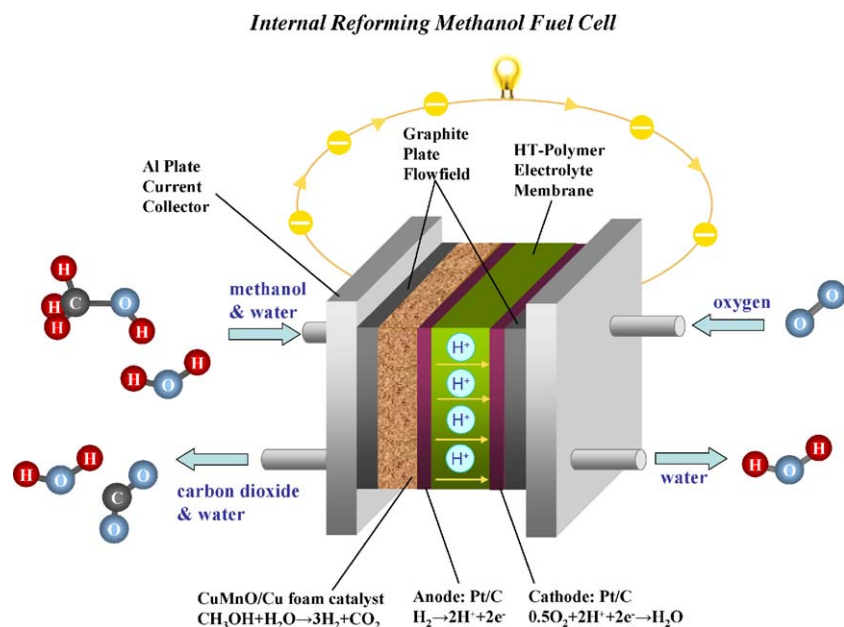 Internal Reforming Methanol Fuel Cell
Graphite
Plate
Flowfield
HT-Polymer
Electrolyte
Membrane
Al Plate
Current
Collector
H
C
O
H
H
H
methanol
& water
H
O
H
oxygen
O
O
H⁺
H⁺
H⁺
H⁺
H
O
H
C
O
O
carbon dioxide
& water
water
H
O
H
CuMnO/Cu foam catalyst
CH₃OH+H₂O→3H₂+CO₂
Anode: Pt/C
H₂→2H⁺+2e⁻
Cathode: Pt/C
0.5O₂+2H⁺+2e⁻→H₂O